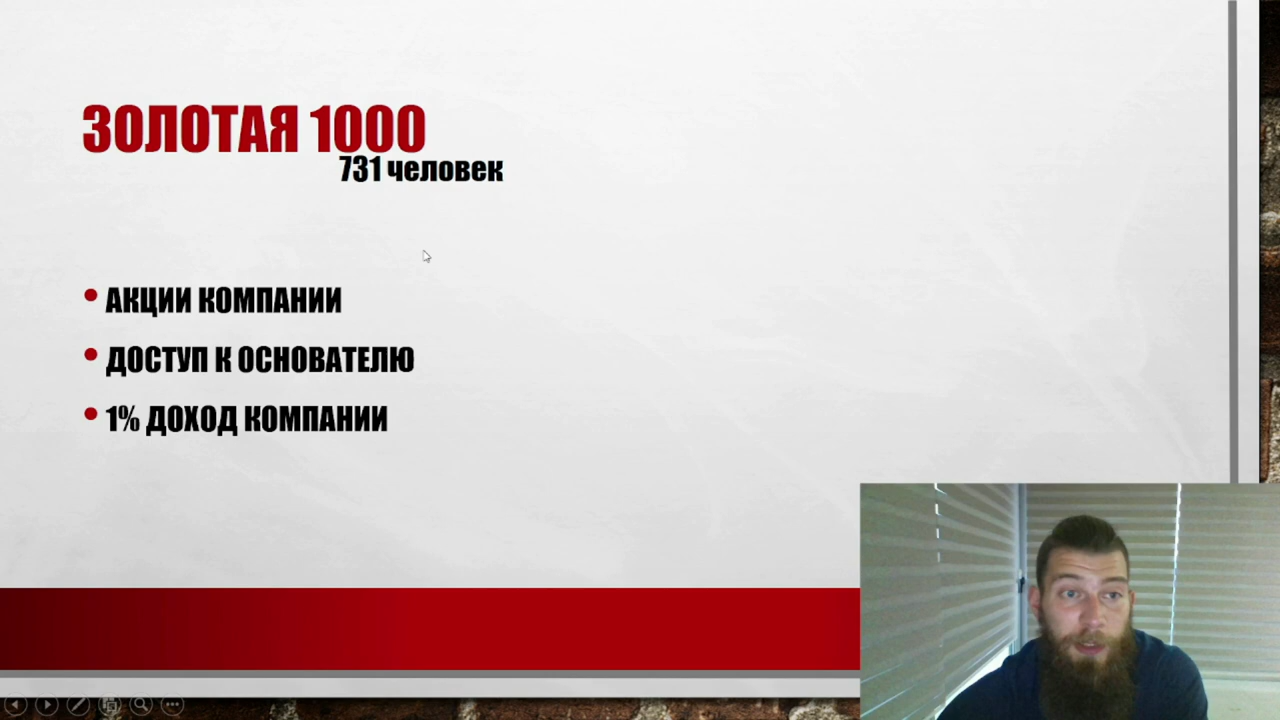 ЗОЛОТАЯ 1000
731 человек
• АКЦИИ КОМПАНИИ
• ДОСТУП К ОСНОВАТЕЛЮ
• 1% ДОХОД КОМПАНИИ